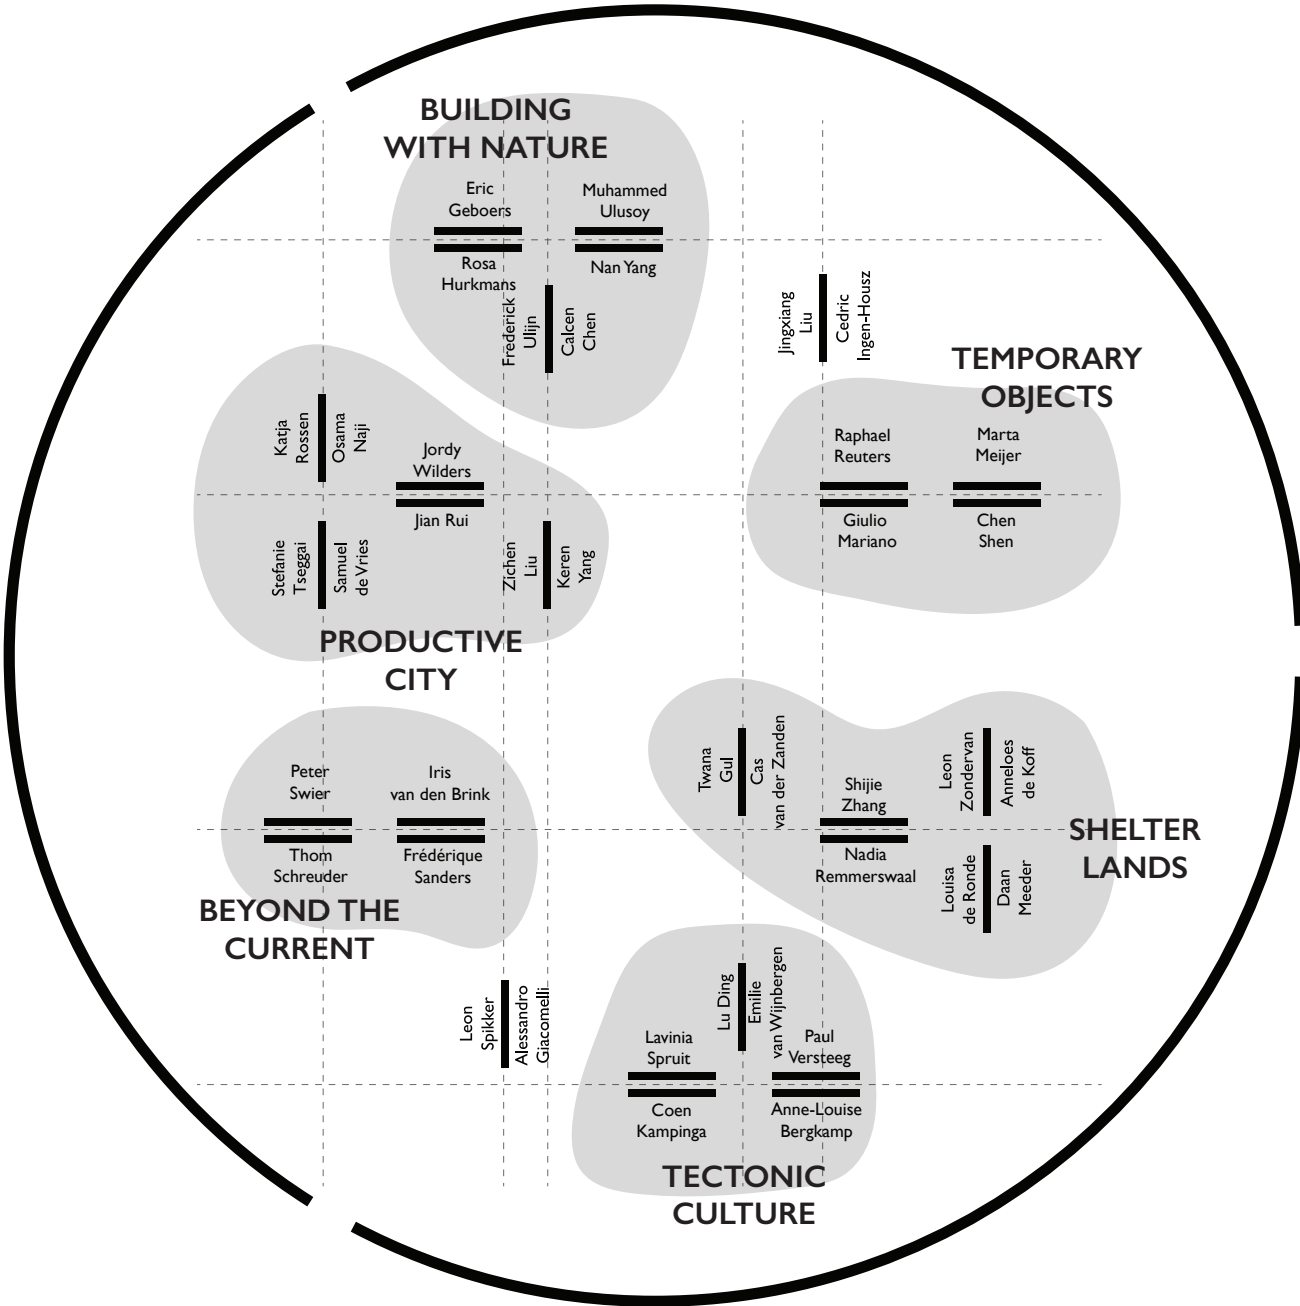 BUILDING
WITH NATURE
Eric
Geboers
Muhammed
Ulusoy
Rosa
Hurkmans
Nan Yang
Frederick
Ulijn
Calcen
Chen
Jingxiang
Liu
Cedric
Ingen-Housz
TEMPORARY
OBJECTS
Raphael
Reuters
Marta
Meijer
Giulio
Mariano
Chen
Shen
Katja
Rossen
Osama
Naji
Jordy
Wilders
Jian Rui
Stefanie
Tseggai
Samuel
de Vries
Zichen
Liu
Keren
Yang
PRODUCTIVE
CITY
Peter
Swier
Iris
van den Brink
Thom
Schreuder
Frédérique
Sanders
BEYOND THE
CURRENT
Twana
Gul
Cas
van der Zanden
Shijie
Zhang
Nadia
Remmerswaal
Leon
Zondervan
Anneloes
de Koff
Louisa
de Ronde
Daan
Meeder
SHELTER
LANDS
Leon
Spikker
Alessandro
Giacomelli
Lu Ding
Emilie
van Wijnbergen
Lavinia
Spruit
Paul
Versteeg
Coen
Kampinga
Anne-Louise
Bergkamp
TECTONIC
CULTURE